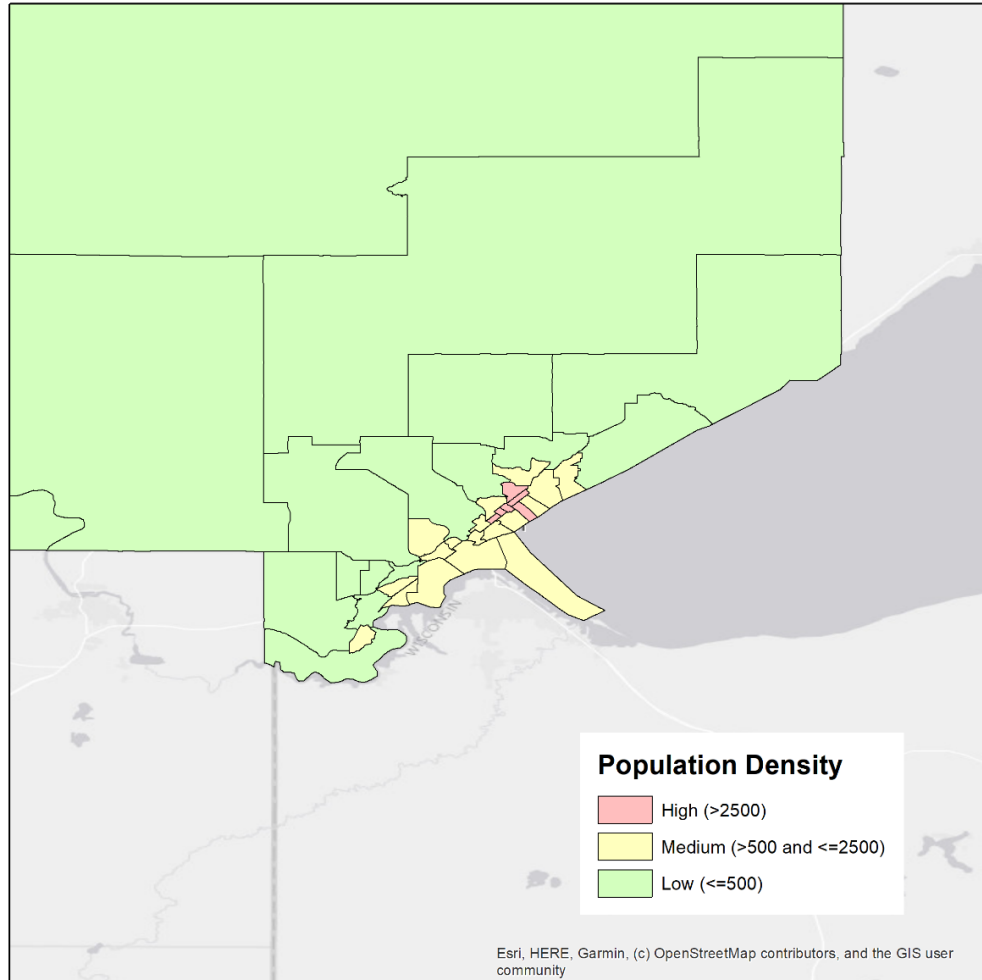 WISCONSIN
Population Density
High (>2500)
Medium (>500 and <=2500)
Low (<=500)
Esri, HERE, Garmin, (c) OpenStreetMap contributors, and the GIS user
community